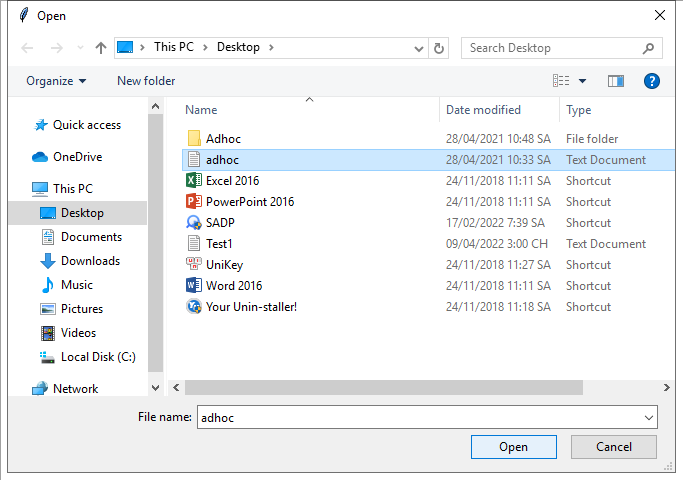 Open
This PC > Desktop >
Search Desktop
Organize
New folder
Quick access
OneDrive
This PC
Desktop
Documents
Downloads
Music
Pictures
Videos
Local Disk (C:)
Network
Name Date modified Type
Adhoc 28/04/2021 10:48 SA File folder
adhoc 28/04/2021 10:33 SA Text Document
Excel 2016 24/11/2018 11:11 SA Shortcut
PowerPoint 2016 24/11/2018 11:11 SA Shortcut
SADP 17/02/2022 7:39 SA Shortcut
Test1 09/04/2022 3:00 CH Text Document
UniKey 24/11/2018 11:27 SA Shortcut
Word 2016 24/11/2018 11:11 SA Shortcut
Your Unin-staller! 24/11/2018 11:18 SA Shortcut
File name: adhoc
Open
Cancel